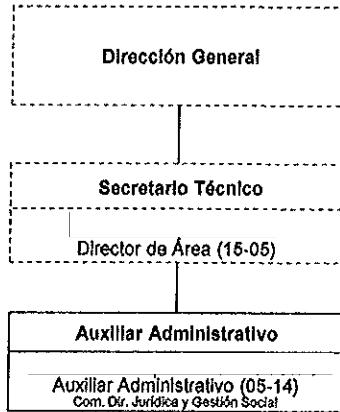 Dirección General
Secretario Técnico
Director de Área (15-05)
Auxiliar Administrativo
Auxiliar Administrativo (05-14)
Com. Dir. Jurídica y Gestión Social